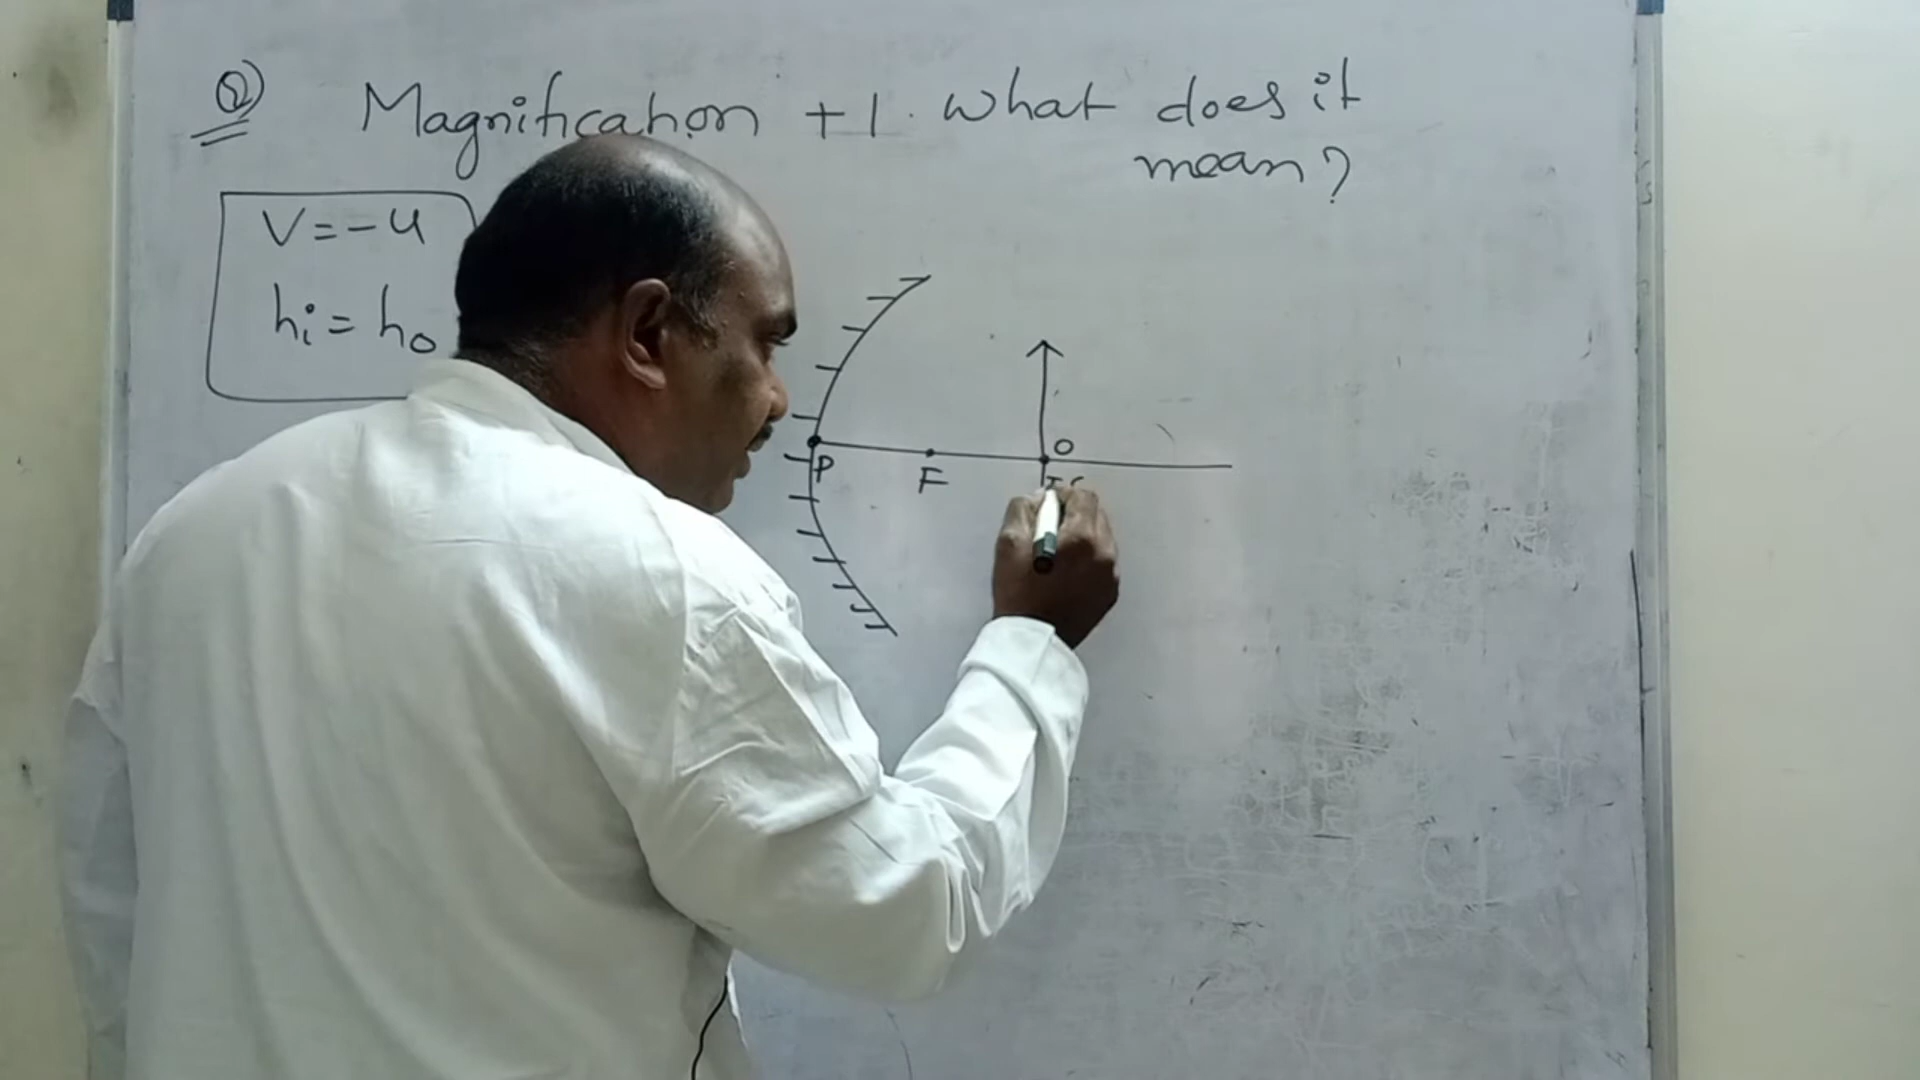 Q) Magnification +1. What does it
mean?
V=-u
hi = ho
O
P
F